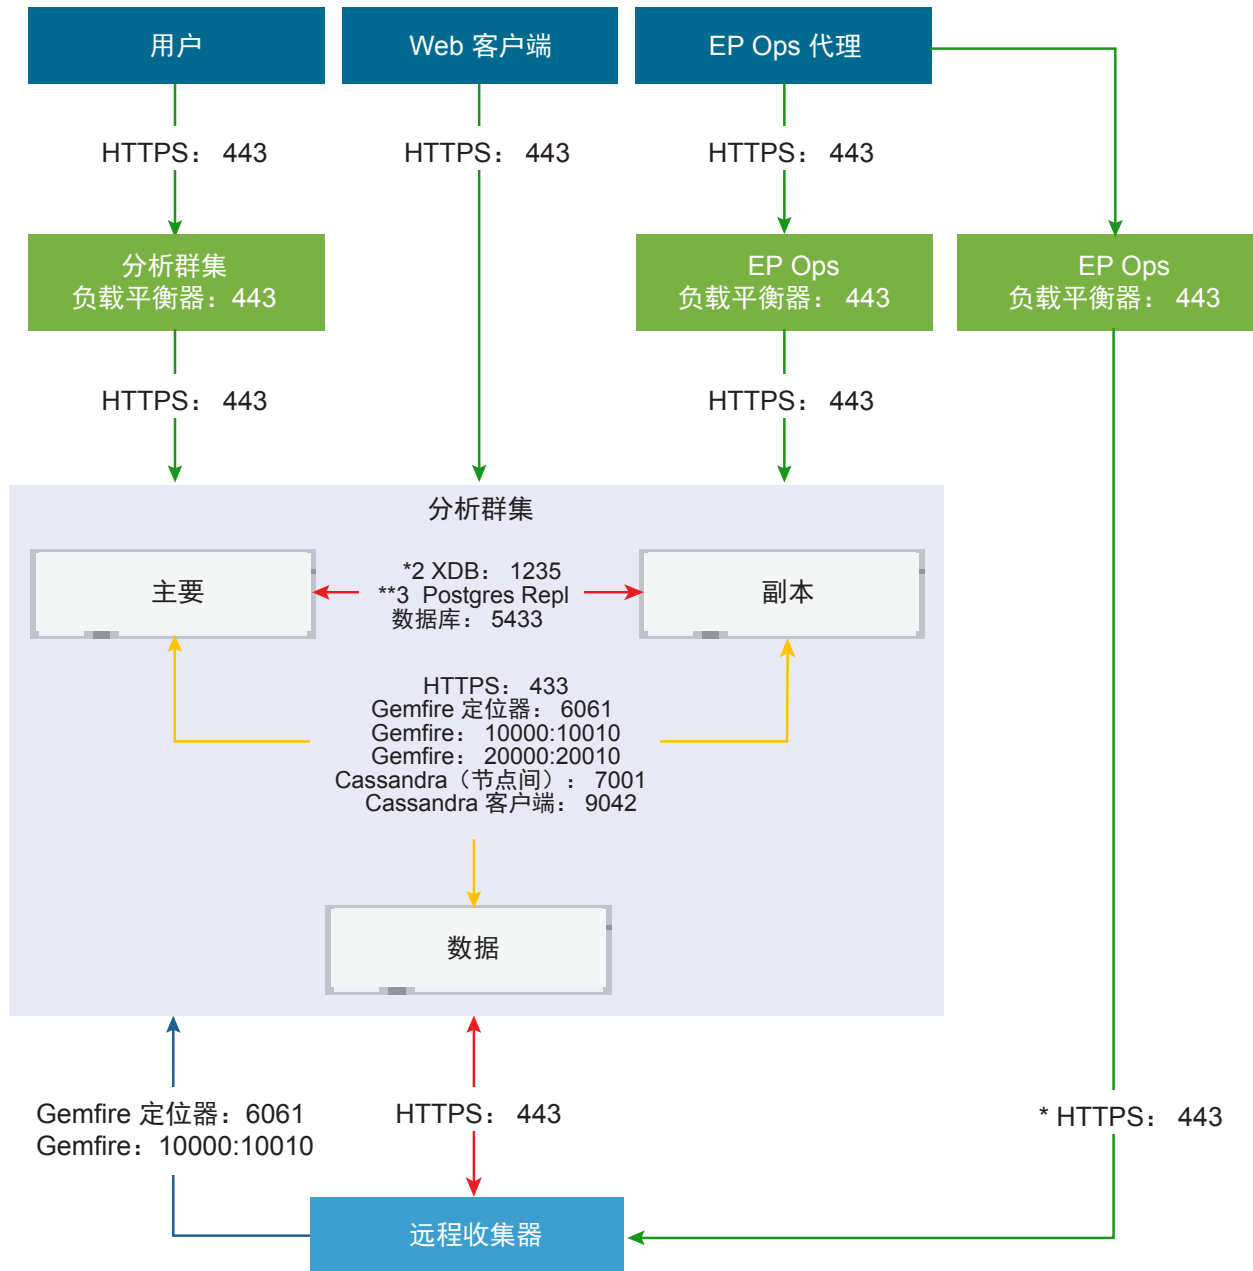 用户
Web 客户端
EP Ops 代理
HTTPS： 443
HTTPS： 443
HTTPS： 443
分析群集
负载平衡器：443
EP Ops
负载平衡器： 443
EP Ops
负载平衡器： 443
HTTPS： 443
HTTPS： 443
分析群集
主要
*2 XDB： 1235
**3 Postgres Repl
数据库： 5433
副本
HTTPS： 433
Gemfire 定位器： 6061
Gemfire： 10000:10010
Gemfire： 20000:20010
Cassandra（节点间）： 7001
Cassandra 客户端： 9042
数据
Gemfire 定位器：6061
Gemfire：10000:10010
HTTPS： 443
* HTTPS： 443
远程收集器